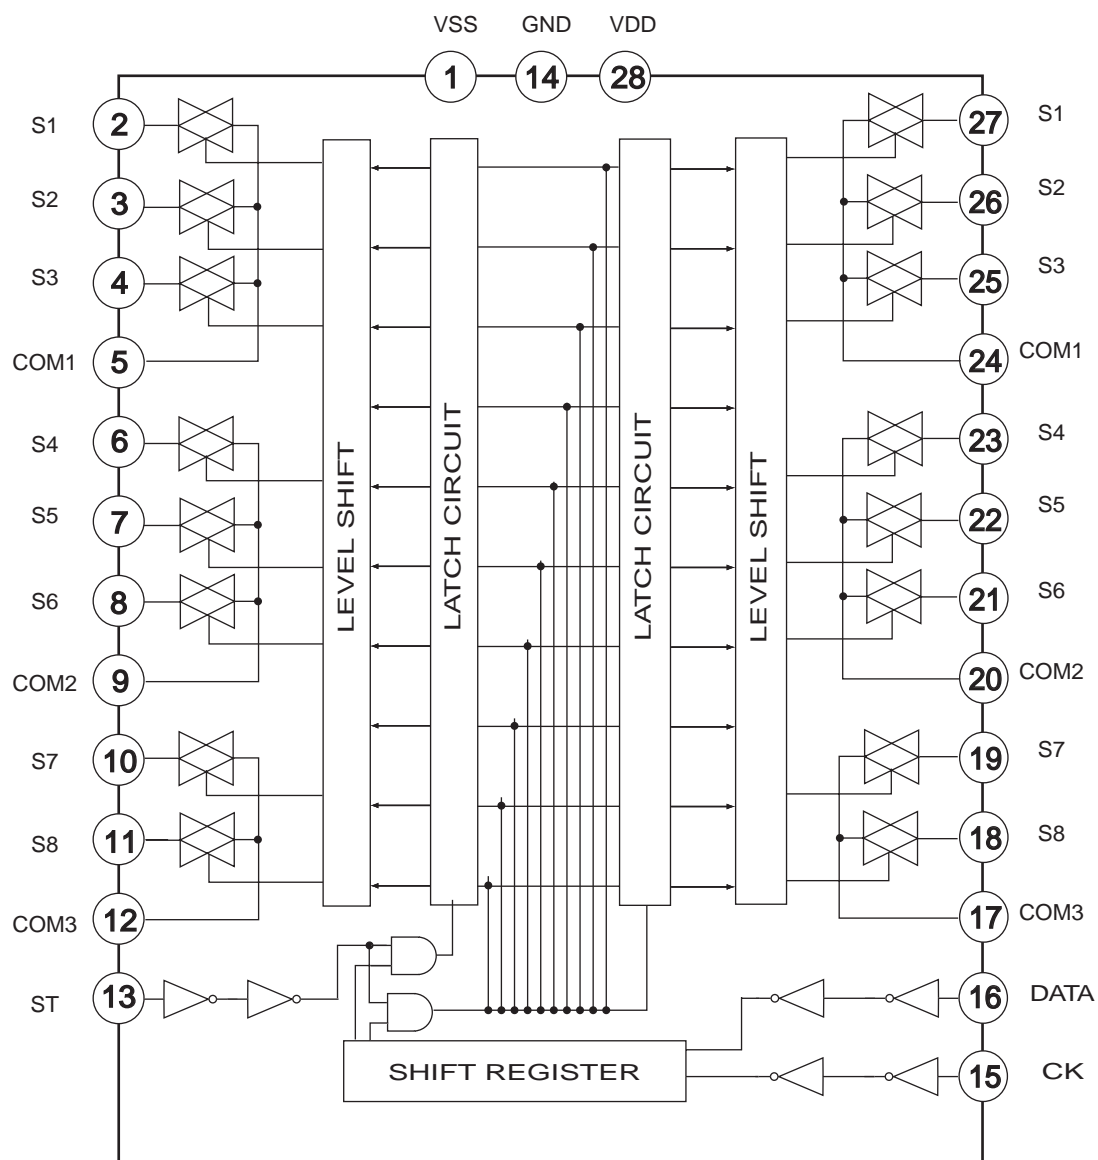 VSS GND VDD
1 14 28
S1 2 27 S1
S2 3 26 S2
S3 4 25 S3
COM1 5 24 COM1
S4 6 23 S4
S5 7 22 S5
S6 8 21 S6
COM2 9 20 COM2
S7 10 19 S7
S8 11 18 S8
COM3 12 17 COM3
LEVEL SHIFT
LATCH CIRCUIT
LATCH CIRCUIT
LEVEL SHIFT
ST 13 16 DATA
SHIFT REGISTER 15 CK